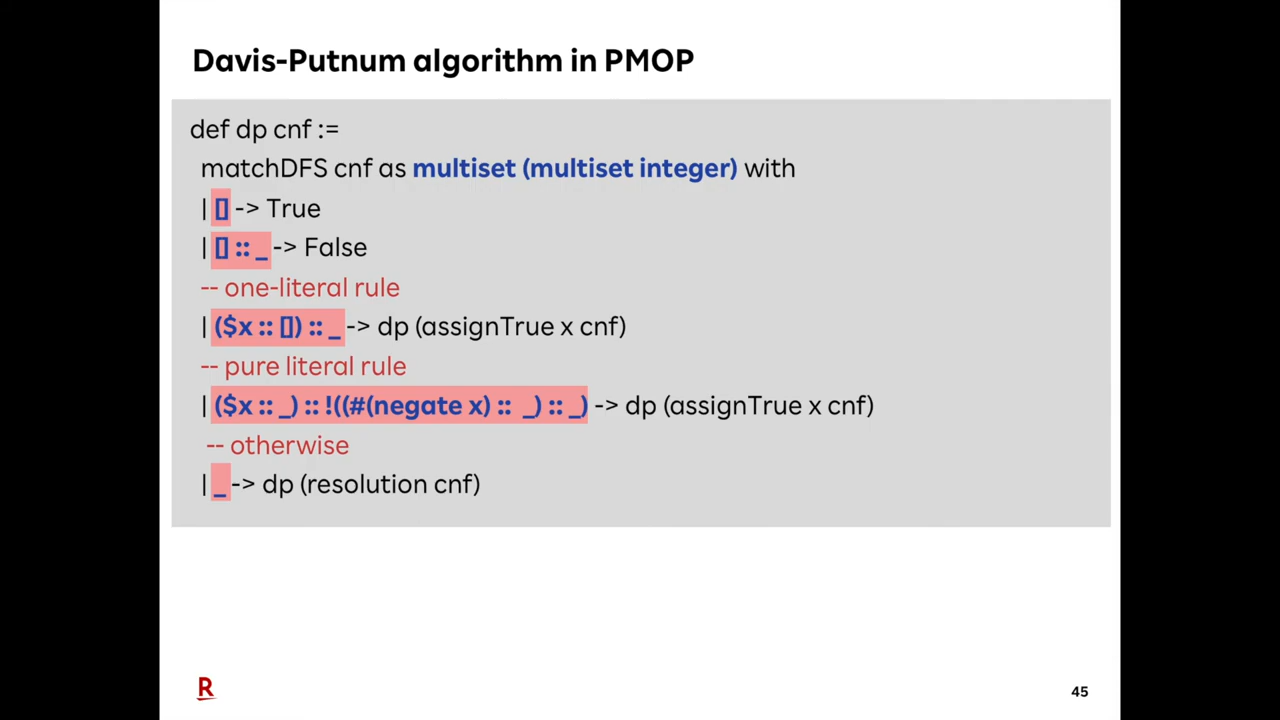 Davis-Putnum algorithm in PMOP
def dp cnf :=
matchDFS cnf as multiset (multiset integer) with
| [] -> True
| [] :: _ -> False
-- one-literal rule
| ($x :: []) :: _ -> dp (assignTrue x cnf)
-- pure literal rule
| ($x :: _) :: !((#(negate x) :: _) :: _) -> dp (assignTrue x cnf)
-- otherwise
| _ -> dp (resolution cnf)
R
45